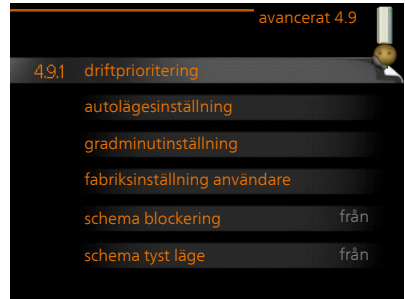 avancerat 4.9
4.9.1 driftprioritering
autolägesinställning
gradminutinställning
fabriksinställning användare
schema blockering från
schema tyst läge från